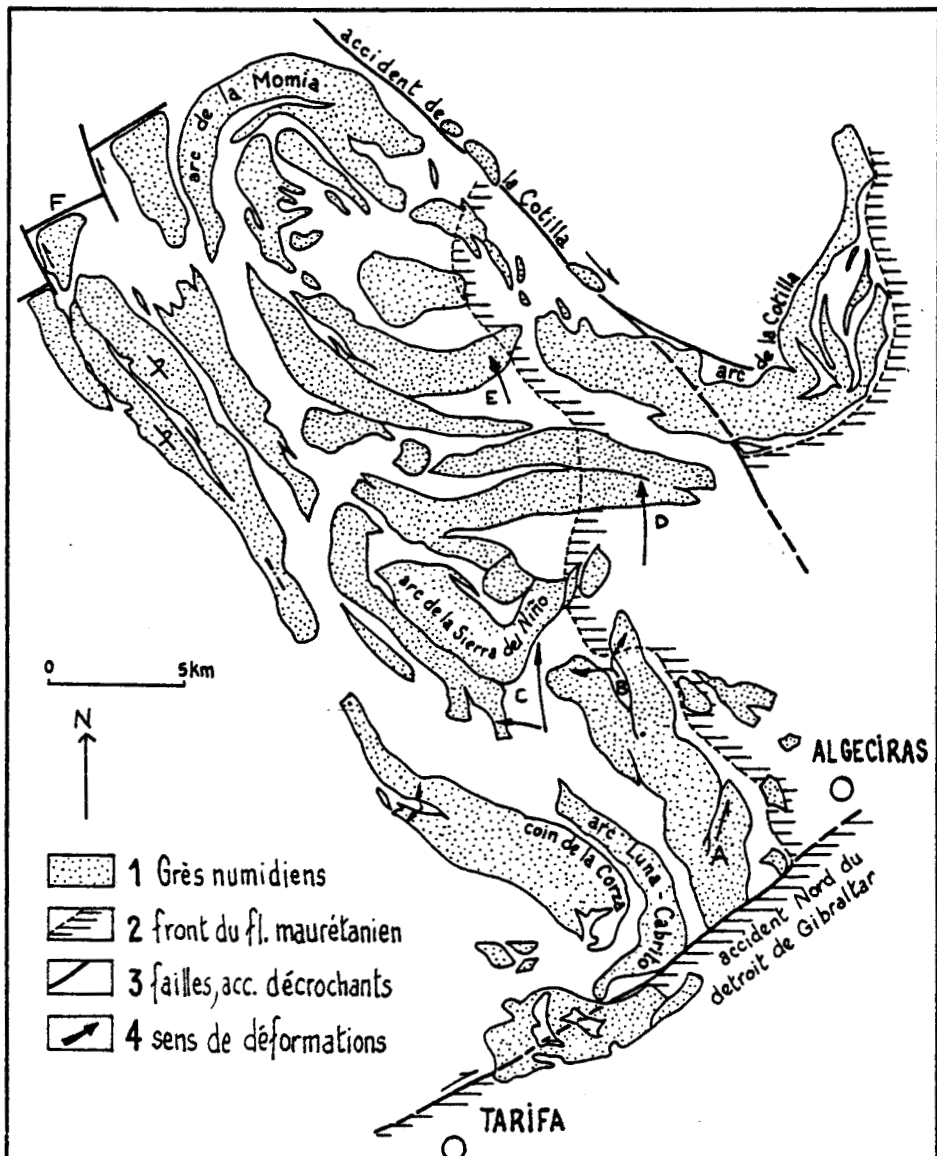 accident de
la Cotilla
arc de la Momia
F
arc de la Cotilla
E
D
arc de la Sierra del Niño
C
B
0 5km
N
ALGECIRAS
arc Luna-Cabrito
coin de la Corza
A
accident Nord du
detroit de Gibraltar
1 Grès numidiens
2 front du fl. maurétanien
3 failles, acc. décrochants
4 sens de déformations
TARIFA